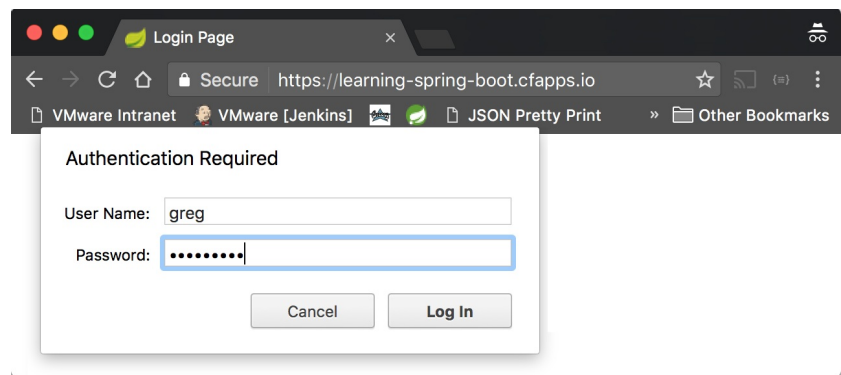 Login Page
Secure https://learning-spring-boot.cfapps.io
VMware Intranet VMware [Jenkins] JSON Pretty Print » Other Bookmarks
Authentication Required
User Name: greg
Password: •••••••••
Cancel Log In